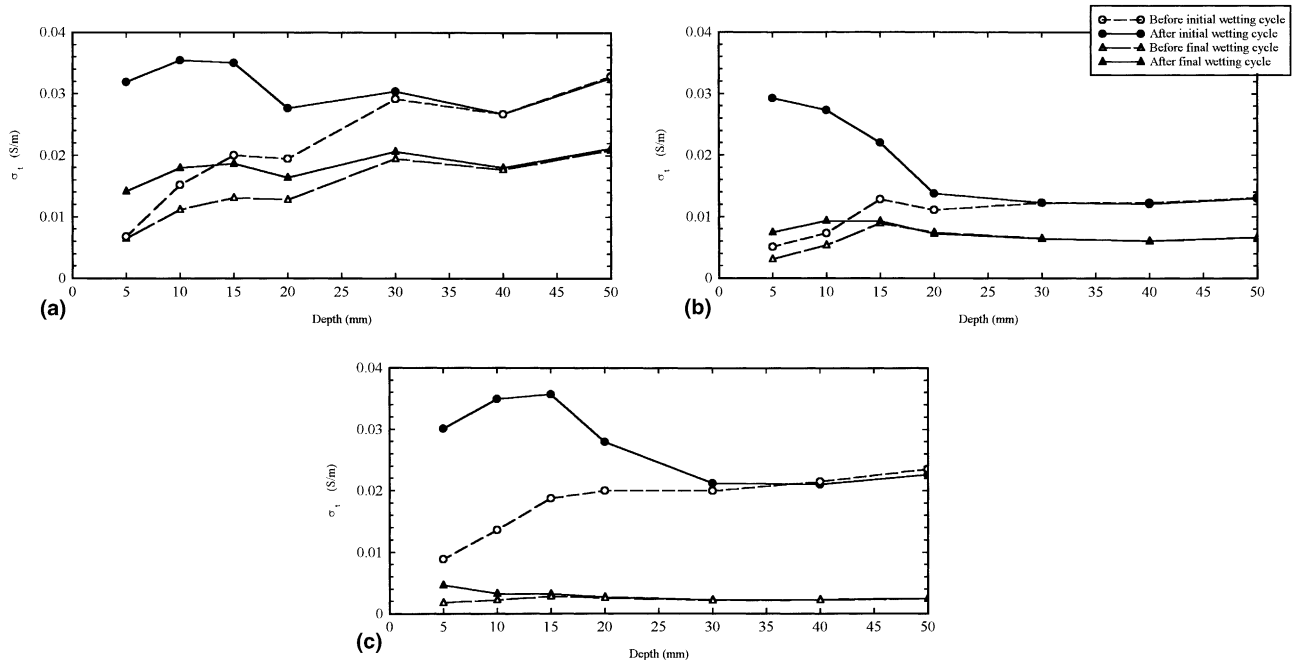 Before initial wetting cycle
After initial wetting cycle
Before final wetting cycle
After final wetting cycle
0.04
0.03
0.02
0.01
0
σt (S/m)
0 5 10 15 20 25 30 35 40 45 50
Depth (mm)
(a)
0.04
0.03
0.02
0.01
0
σt (S/m)
0 5 10 15 20 25 30 35 40 45 50
Depth (mm)
(b)
0.04
0.03
0.02
0.01
0
σt (S/m)
0 5 10 15 20 25 30 35 40 45 50
Depth (mm)
(c)